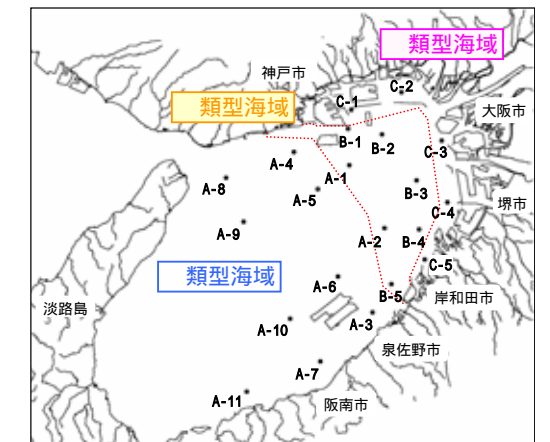 類型海域
神戸市
C-2
類型海域
C-1
大阪市
B-1
B-2
C-3
A-4
A-1
A-8
A-5
B-3
堺市
C-4
A-9
A-2
B-4
C-5
類型海域
A-6
B-5
岸和田市
淡路島
A-10
A-3
泉佐野市
A-7
A-11
阪南市